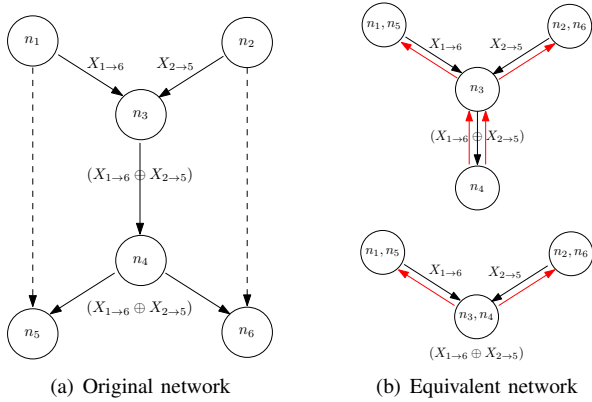 n₁
n₂
X₁→₆
X₂→₅
n₃
(X₁→₆ ⊕ X₂→₅)
n₄
(X₁→₆ ⊕ X₂→₅)
n₅
n₆
(a) Original network
n₁, n₅
n₂, n₆
X₁→₆
X₂→₅
n₃
(X₁→₆ ⊕ X₂→₅)
n₄
n₁, n₅
n₂, n₆
X₁→₆
X₂→₅
n₃, n₄
(X₁→₆ ⊕ X₂→₅)
(b) Equivalent network